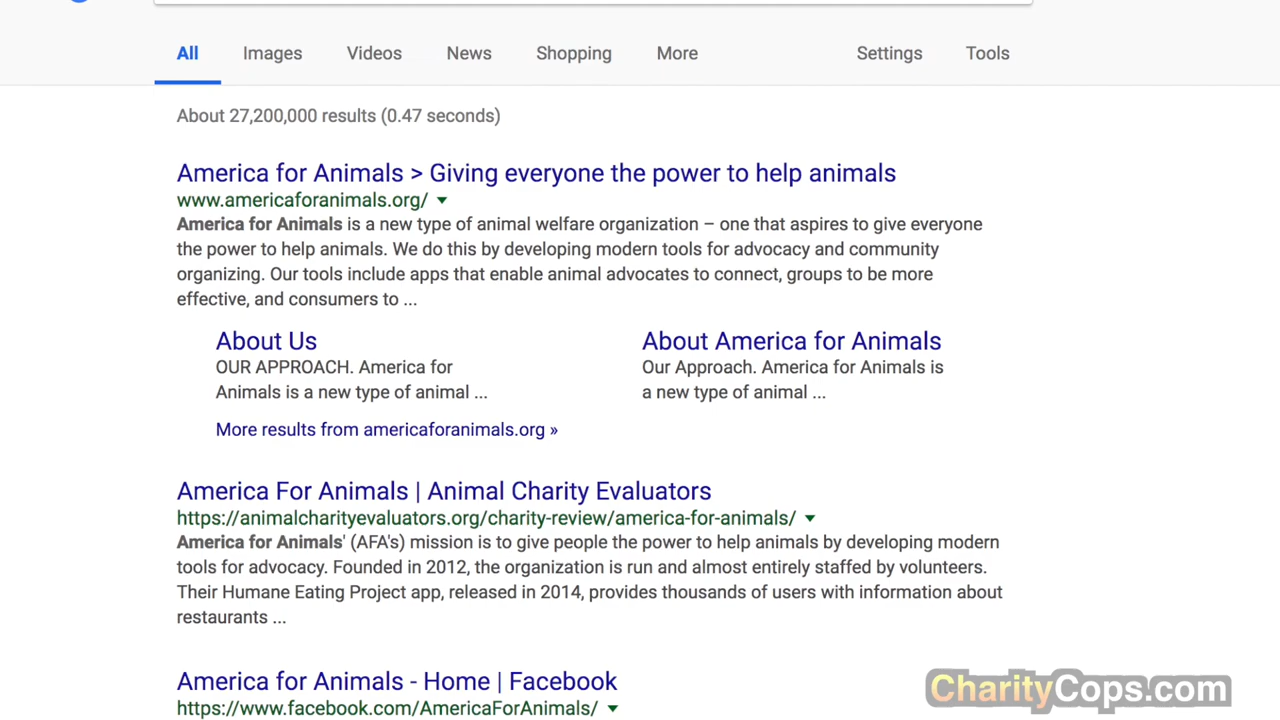 All Images Videos News Shopping More Settings Tools
About 27,200,000 results (0.47 seconds)
America for Animals > Giving everyone the power to help animals
www.americaforanimals.org/
America for Animals is a new type of animal welfare organization – one that aspires to give everyone
the power to help animals. We do this by developing modern tools for advocacy and community
organizing. Our tools include apps that enable animal advocates to connect, groups to be more
effective, and consumers to ...
About Us
OUR APPROACH. America for
Animals is a new type of animal ...
About America for Animals
Our Approach. America for Animals is
a new type of animal ...
More results from americaforanimals.org »
America For Animals | Animal Charity Evaluators
https://animalcharityevaluators.org/charity-review/america-for-animals/
America for Animals' (AFA's) mission is to give people the power to help animals by developing modern
tools for advocacy. Founded in 2012, the organization is run and almost entirely staffed by volunteers.
Their Humane Eating Project app, released in 2014, provides thousands of users with information about
restaurants ...
America for Animals - Home | Facebook
https://www.facebook.com/AmericaForAnimals/
CharityCops.com